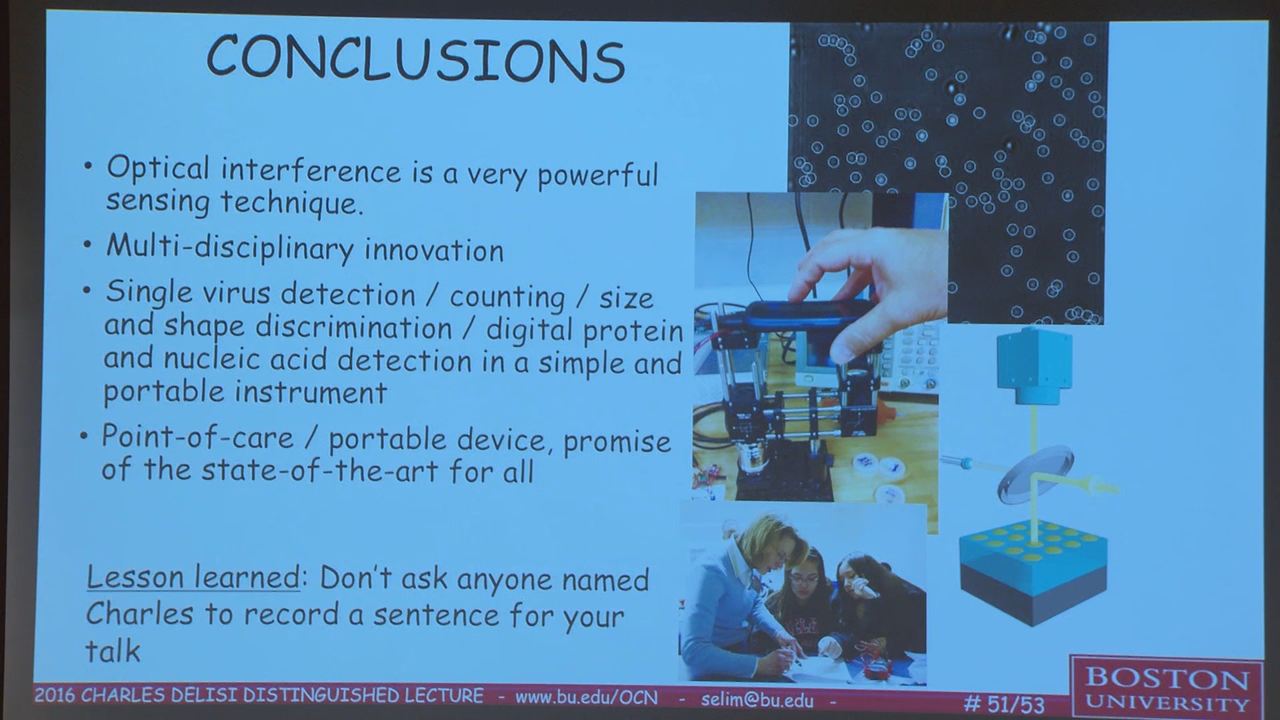 CONCLUSIONS
• Optical interference is a very powerful
sensing technique.
• Multi-disciplinary innovation
• Single virus detection / counting / size
and shape discrimination / digital protein
and nucleic acid detection in a simple and
portable instrument
• Point-of-care / portable device, promise
of the state-of-the-art for all
Lesson learned: Don't ask anyone named
Charles to record a sentence for your
talk
2016 CHARLES DELISI DISTINGUISHED LECTURE - www.bu.edu/OCN - selim@bu.edu -
# 51/53
BOSTON
UNIVERSITY